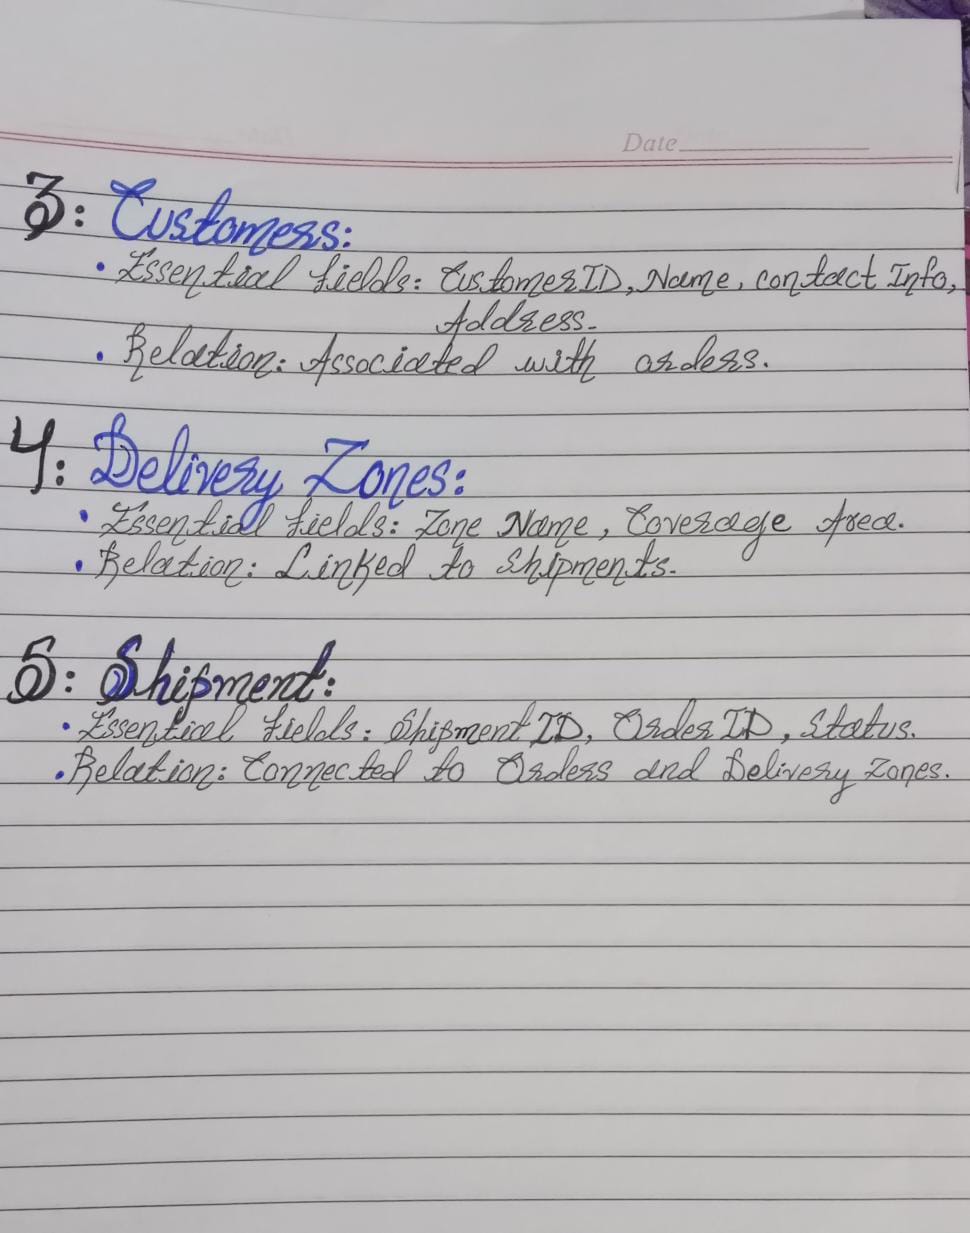 Date
3: Customers:
• Essential fields: CustomerID, Name, contact Info,
Address.
• Relation: Associated with orders.
4: Delivery Zones:
• Essential fields: Zone Name, Coverage Area.
• Relation: Linked to Shipments.
5: Shipment:
• Essential fields: Shipment ID, Order ID, Status.
• Relation: Connected to Orders and Delivery Zones.